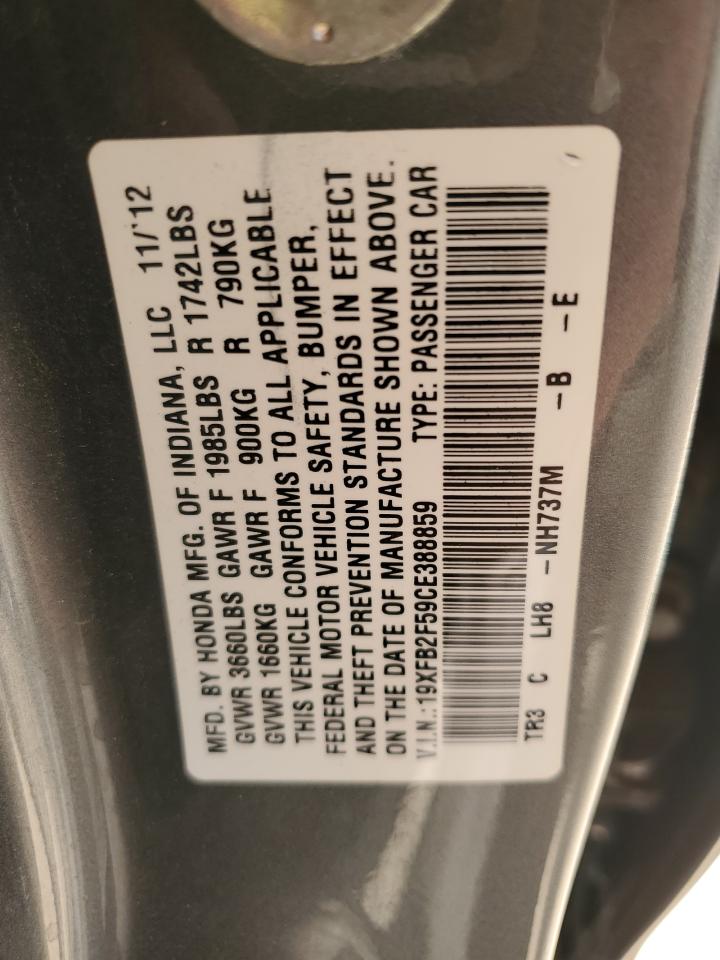 MFD. BY HONDA MFG. OF INDIANA, LLC 11/'12
GVWR 3660LBS GAWR F 1985LBS R 1742LBS
GVWR 1660KG GAWR F 900KG R 790KG
THIS VEHICLE CONFORMS TO ALL APPLICABLE
FEDERAL MOTOR VEHICLE SAFETY, BUMPER,
AND THEFT PREVENTION STANDARDS IN EFFECT
ON THE DATE OF MANUFACTURE SHOWN ABOVE.
V.I.N.: 19XFB2F59CE388859 TYPE: PASSENGER CAR
TR3 C LH8 -NH737M -B -E